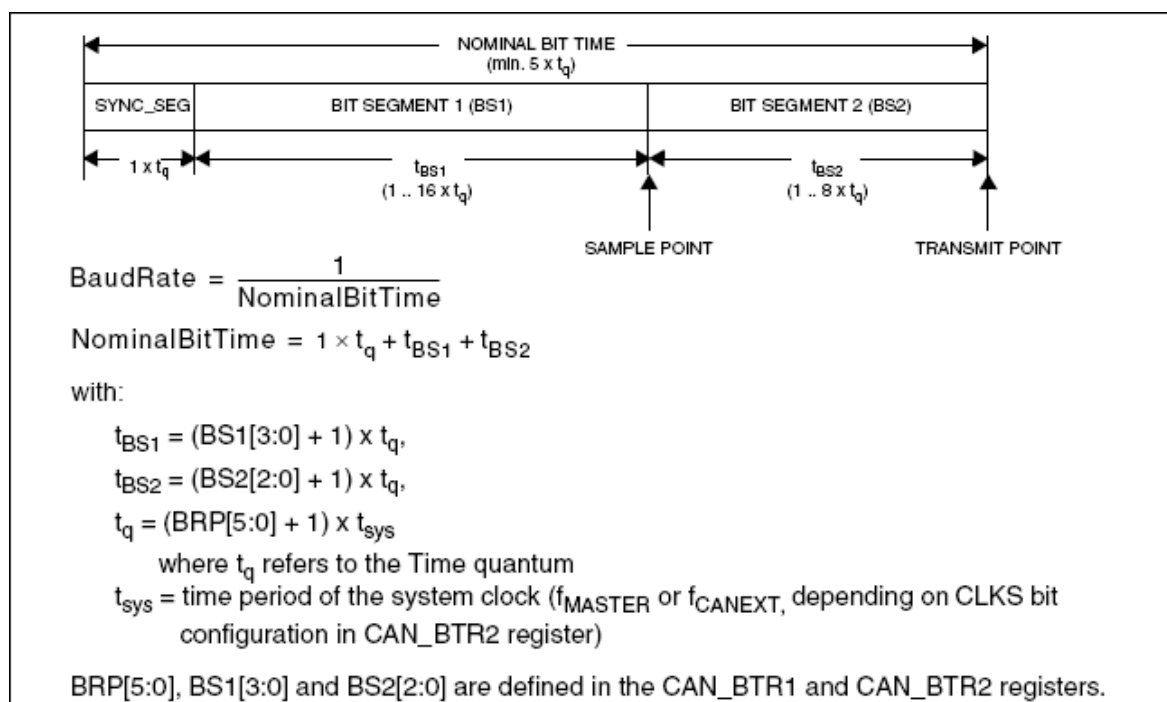 NOMINAL BIT TIME
(min. 5 x tq)
SYNC_SEG
BIT SEGMENT 1 (BS1)
BIT SEGMENT 2 (BS2)
1 x tq
tBS1
(1 .. 16 x tq)
tBS2
(1 .. 8 x tq)
SAMPLE POINT
TRANSMIT POINT
BaudRate = 1 / NominalBitTime
NominalBitTime = 1 × tq + tBS1 + tBS2
with:
tBS1 = (BS1[3:0] + 1) x tq,
tBS2 = (BS2[2:0] + 1) x tq,
tq = (BRP[5:0] + 1) x tsys
where tq refers to the Time quantum
tsys = time period of the system clock (fMASTER or fCANEXT, depending on CLKS bit
configuration in CAN_BTR2 register)
BRP[5:0], BS1[3:0] and BS2[2:0] are defined in the CAN_BTR1 and CAN_BTR2 registers.